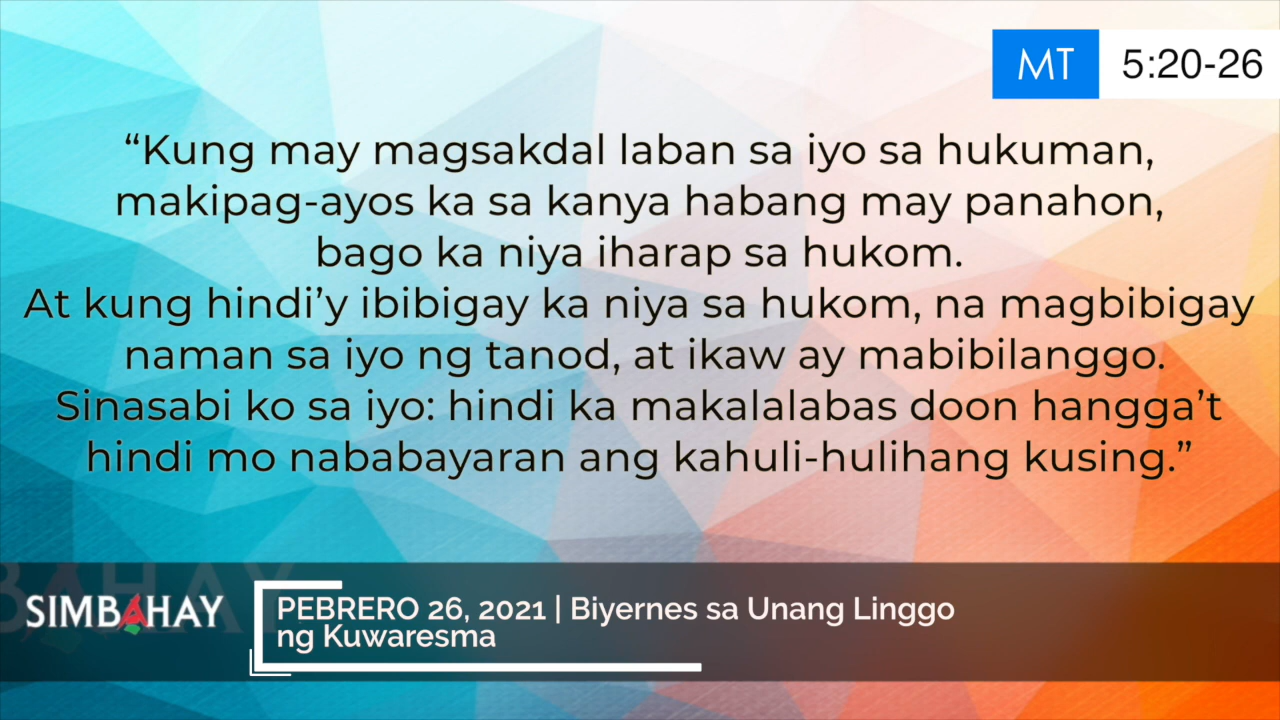 MT 5:20-26
“Kung may magsakdal laban sa iyo sa hukuman,
makipag-ayos ka sa kanya habang may panahon,
bago ka niya iharap sa hukom.
At kung hindi’y ibibigay ka niya sa hukom, na magbibigay
naman sa iyo ng tanod, at ikaw ay mabibilanggo.
Sinasabi ko sa iyo: hindi ka makalalabas doon hangga’t
hindi mo nababayaran ang kahuli-hulihang kusing.”
SIMBAHAY
PEBRERO 26, 2021 | Biyernes sa Unang Linggo
ng Kuwaresma